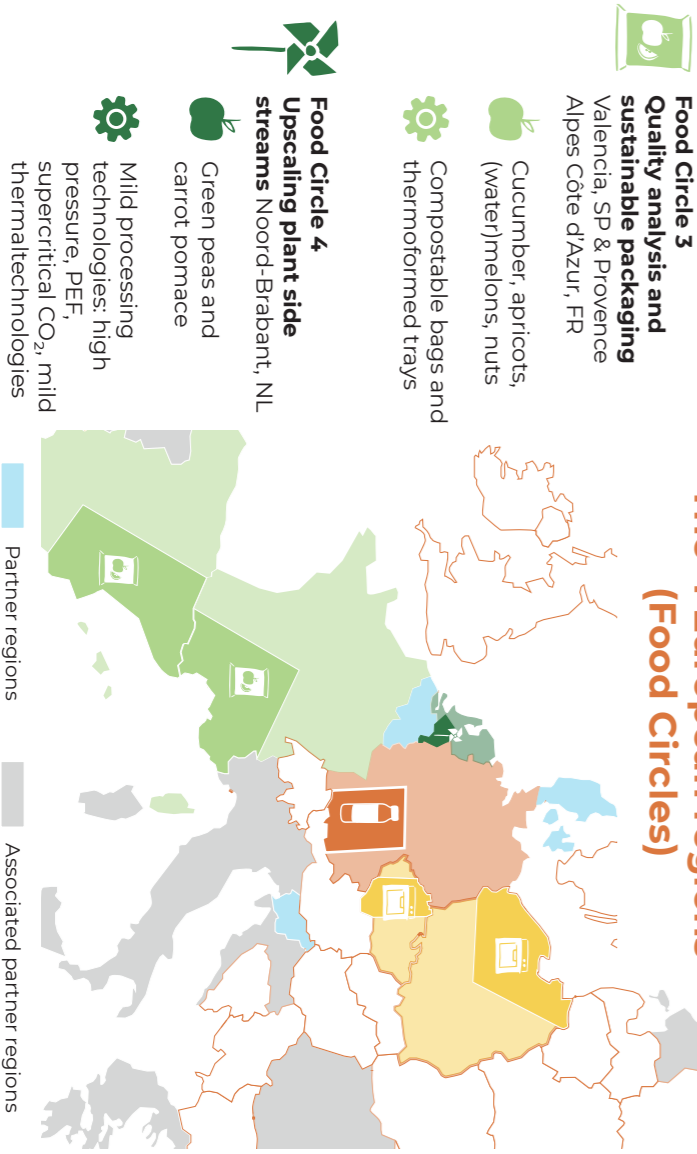 (Food Circles)
Food Circle 3
Quality analysis and
sustainable packaging
Valencia, SP & Provence
Alpes Côte d'Azur, FR
Cucumber, apricots,
(water)melons, nuts
Compostable bags and
thermoformed trays
Food Circle 4
Upscaling plant side
streams Noord-Brabant, NL
Green peas and
carrot pomace
Mild processing
technologies: high
pressure, PEF,
supercritical CO₂, mild
thermaltechnologies
Partner regions
Associated partner regions